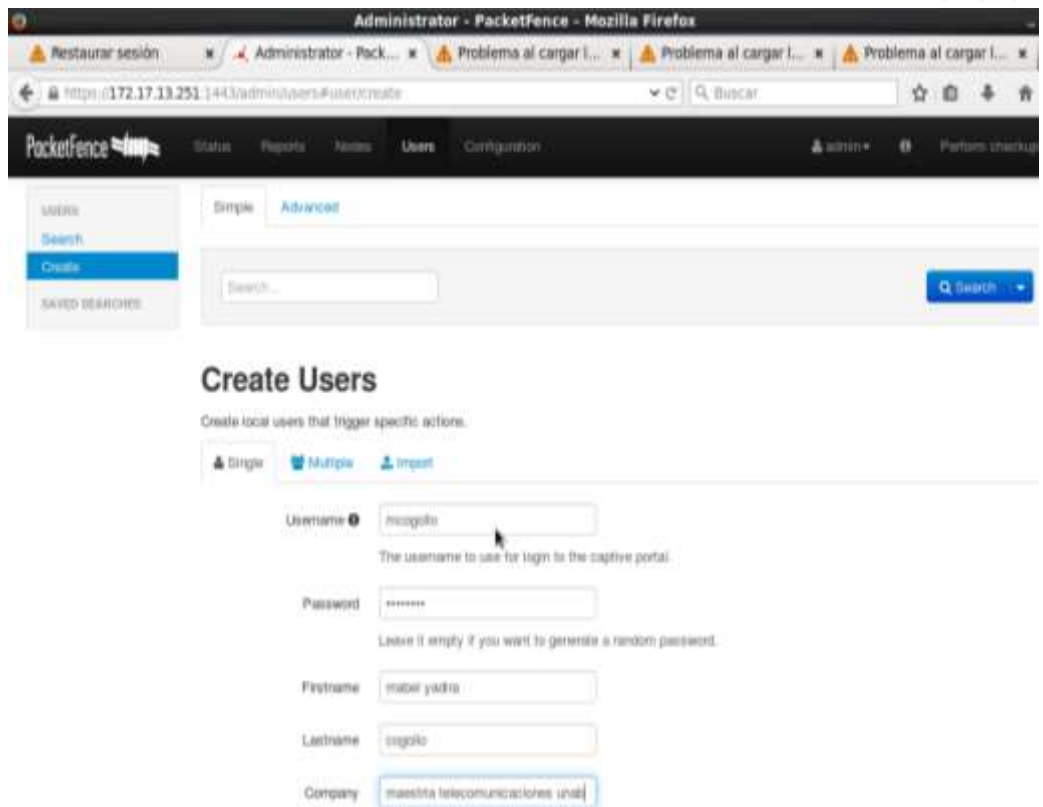 Administrator - PacketFence - Mozilla Firefox
Restaurar sesión Administrator - Pack... Problema al cargar l... Problema al cargar l... Problema al cargar l...
https://172.17.13.251:1443/admin/users#user/create Buscar
PacketFence Status Reports Nodes Users Configuration admin Perform checkup
USERS
Simple Advanced
Search
Create
Search...
Search
SAVED SEARCHES
Create Users
Create local users that trigger specific actions.
Single Multiple Import
Username mcogollo
The username to use for login to the captive portal.
Password ••••••••
Leave it empty if you want to generate a random password.
Firstname mabel yadira
Lastname cogollo
Company maestria telecomunicaciones unab